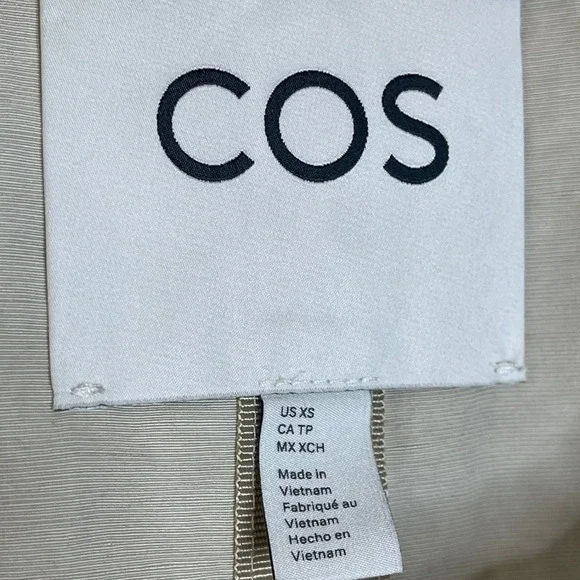 COS
US XS
CA TP
MX XCH
Made in
Vietnam
Fabriqué au
Vietnam
Hecho en
Vietnam